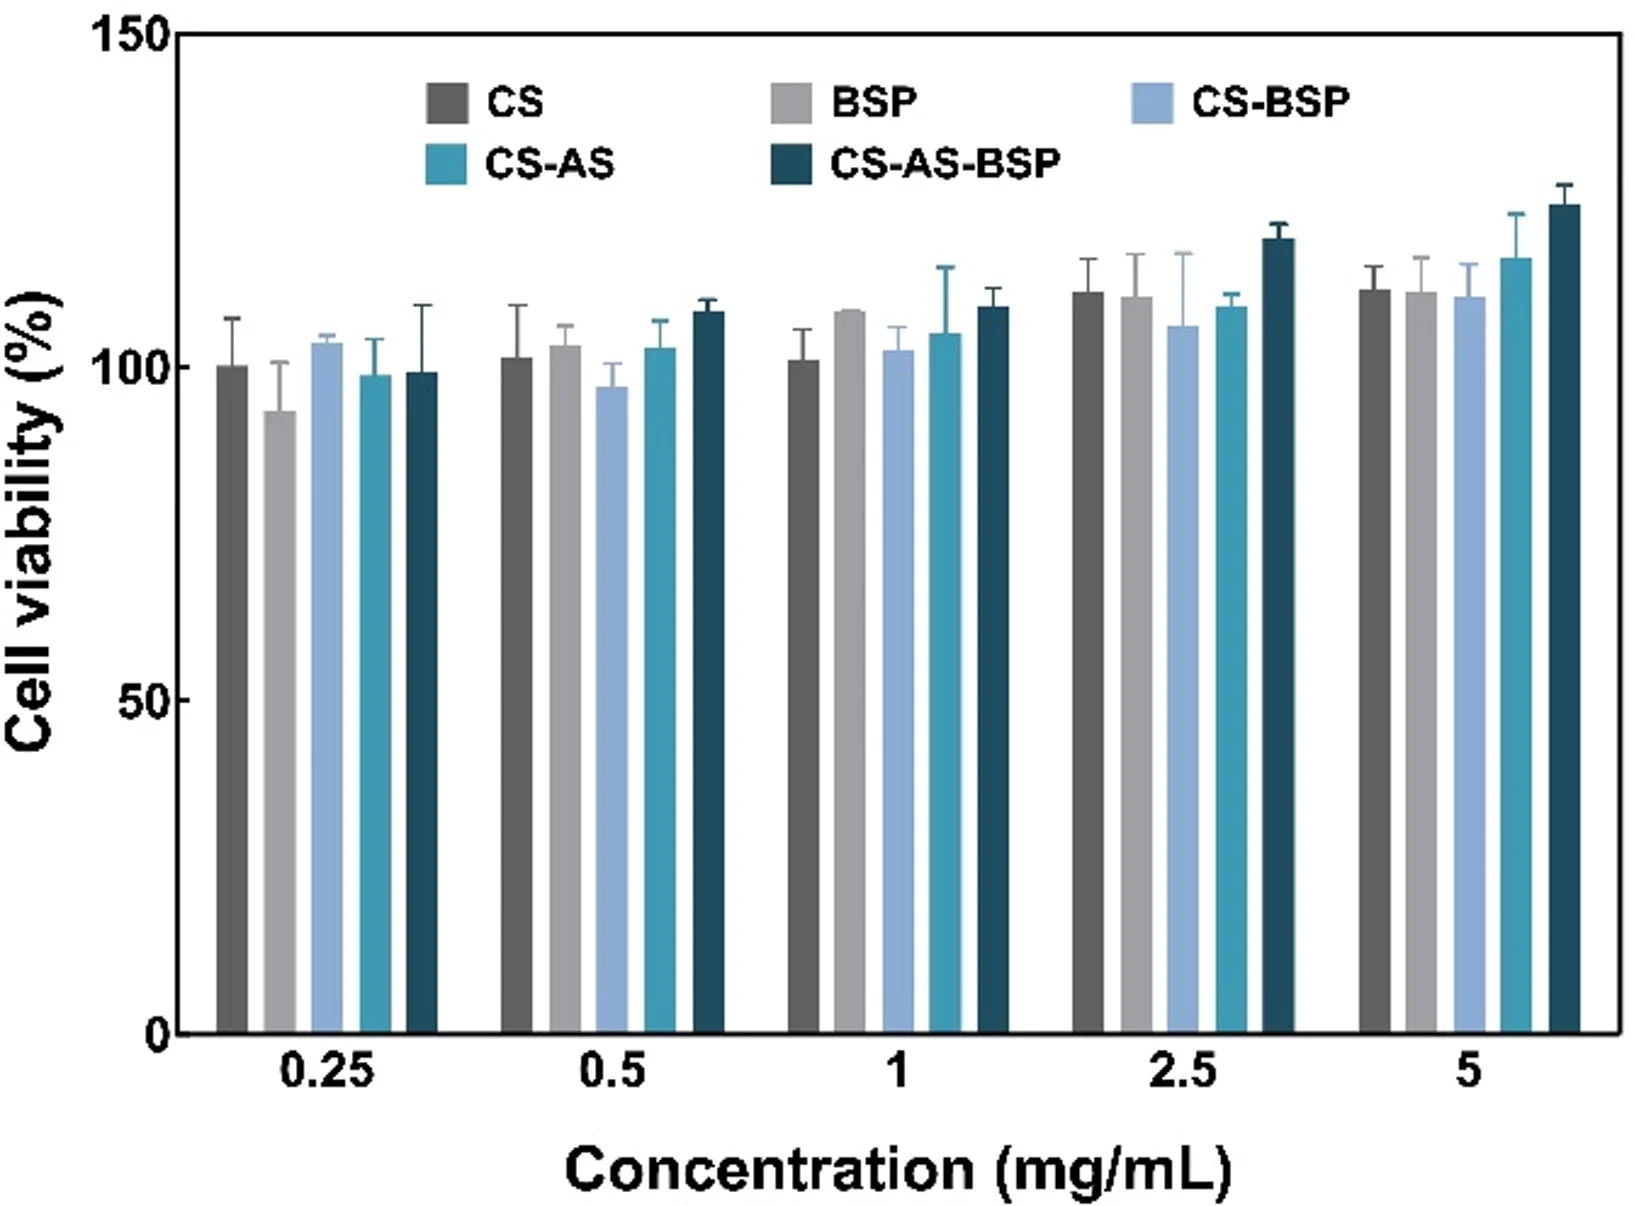 150
CS BSP CS-BSP
CS-AS CS-AS-BSP
100
50
0
Cell viability (%)
0.25 0.5 1 2.5 5
Concentration (mg/mL)